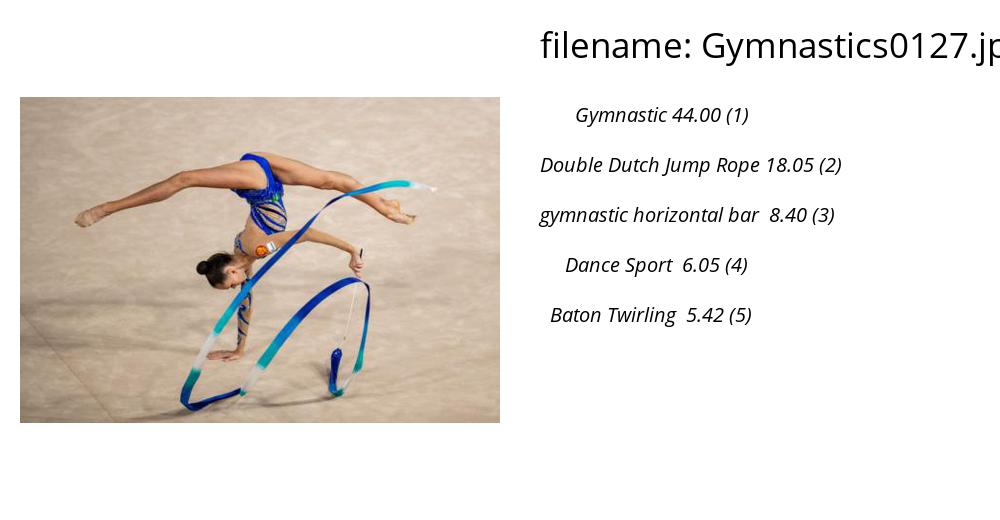 filename: Gymnastics0127.jp
Gymnastic 44.00 (1)
Double Dutch Jump Rope 18.05 (2)
gymnastic horizontal bar 8.40 (3)
Dance Sport 6.05 (4)
Baton Twirling 5.42 (5)